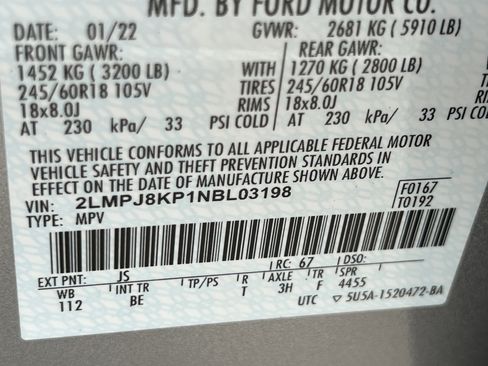 MFD. BY FORD MOTOR CO.
DATE: 01/22 GVWR: 2681 KG (5910 LB)
FRONT GAWR: REAR GAWR:
1452 KG (3200 LB) WITH 1270 KG (2800 LB)
245/60R18 105V TIRES 245/60R18 105V
18x8.0J RIMS 18x8.0J
AT 230 kPa/ 33 PSI COLD AT 230 kPa/ 33 PSI COLD
THIS VEHICLE CONFORMS TO ALL APPLICABLE FEDERAL MOTOR
VEHICLE SAFETY AND THEFT PREVENTION STANDARDS IN
EFFECT ON THE DATE OF MANUFACTURE SHOWN ABOVE.
VIN: 2LMPJ8KP1NBL03198 F0167
TYPE: MPV T0192
EXT PNT: JS RC: 67 DSO:
WB INT TR TP/PS R AXLE TR SPR
112 BE T 3H F 4455
UTC ▽ 5U5A-1520472-BA